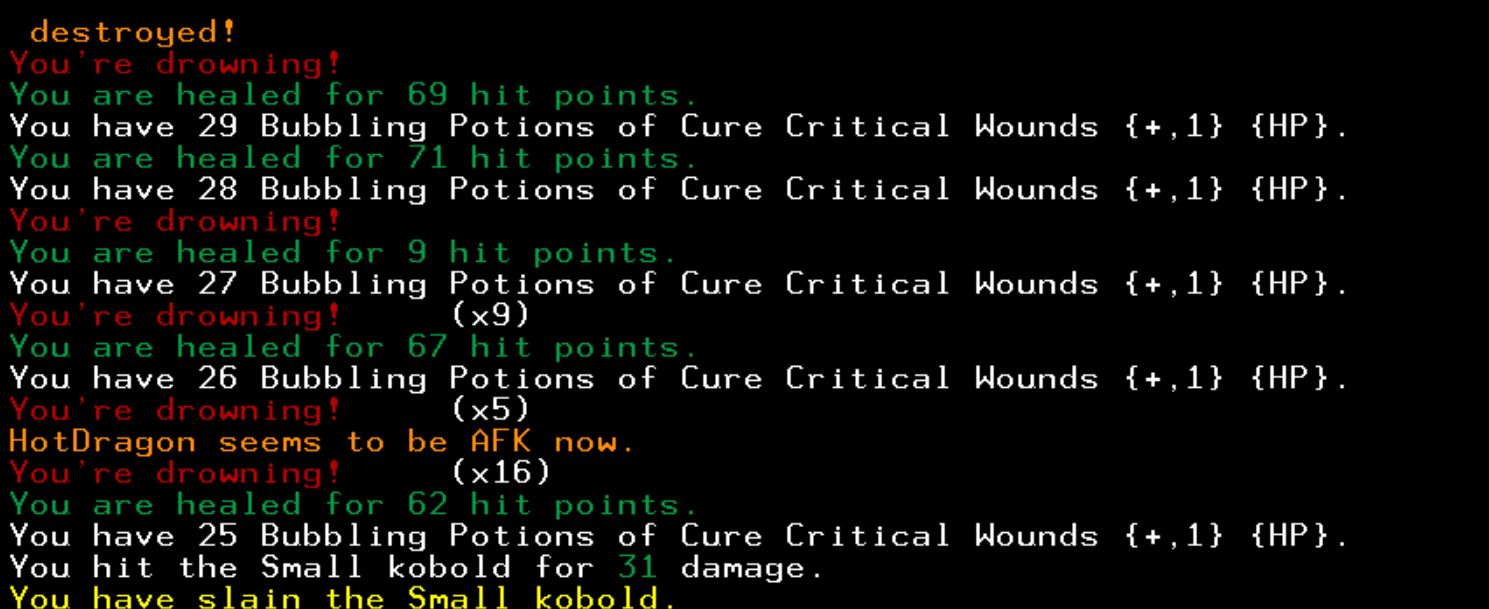 destroyed!
You're drowning!
You are healed for 69 hit points.
You have 29 Bubbling Potions of Cure Critical Wounds {+,1} {HP}.
You are healed for 71 hit points.
You have 28 Bubbling Potions of Cure Critical Wounds {+,1} {HP}.
You're drowning!
You are healed for 9 hit points.
You have 27 Bubbling Potions of Cure Critical Wounds {+,1} {HP}.
You're drowning! (x9)
You are healed for 67 hit points.
You have 26 Bubbling Potions of Cure Critical Wounds {+,1} {HP}.
You're drowning! (x5)
HotDragon seems to be AFK now.
You're drowning! (x16)
You are healed for 62 hit points.
You have 25 Bubbling Potions of Cure Critical Wounds {+,1} {HP}.
You hit the Small kobold for 31 damage.
You have slain the Small kobold.